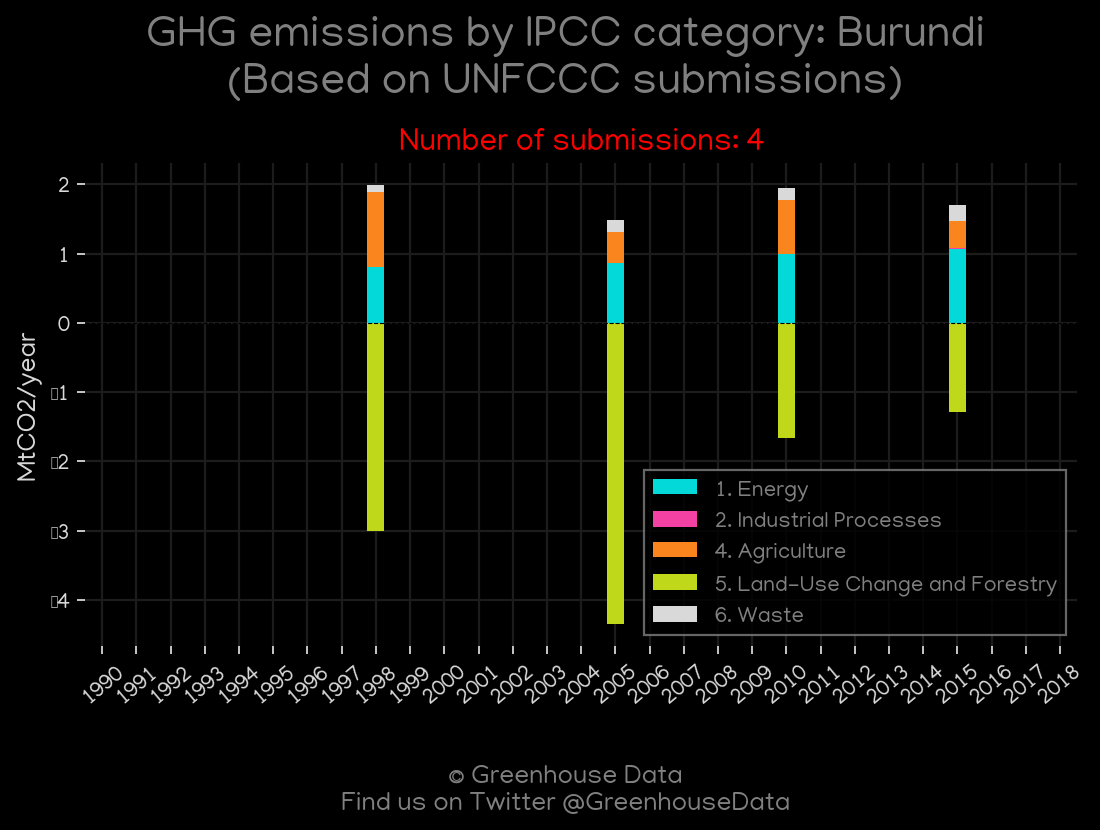 GHG emissions by IPCC category: Burundi
(Based on UNFCCC submissions)
Number of submissions: 4
MtCO2/year
2
1
0
▯1
▯2
▯3
▯4
1. Energy
2. Industrial Processes
4. Agriculture
5. Land-Use Change and Forestry
6. Waste
1990 1991 1992 1993 1994 1995 1996 1997 1998 1999 2000 2001 2002 2003 2004 2005 2006 2007 2008 2009 2010 2011 2012 2013 2014 2015 2016 2017 2018
© Greenhouse Data
Find us on Twitter @GreenhouseData